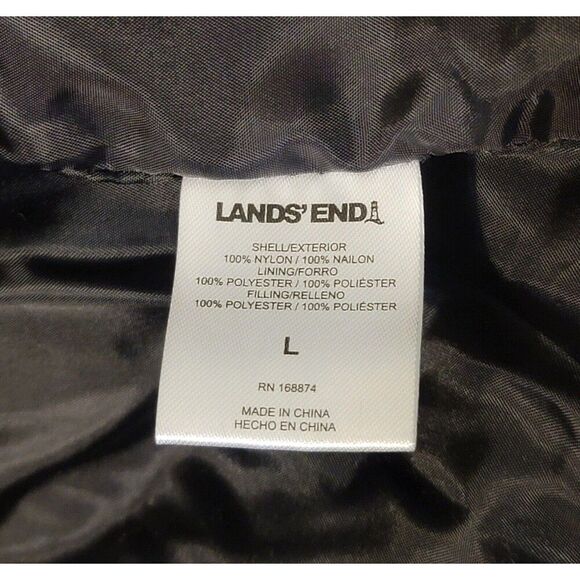 LANDS' END
SHELL/EXTERIOR
100% NYLON / 100% NAILON
LINING/FORRO
100% POLYESTER / 100% POLIÉSTER
FILLING/RELLENO
100% POLYESTER / 100% POLIÉSTER
L
RN 168874
MADE IN CHINA
HECHO EN CHINA